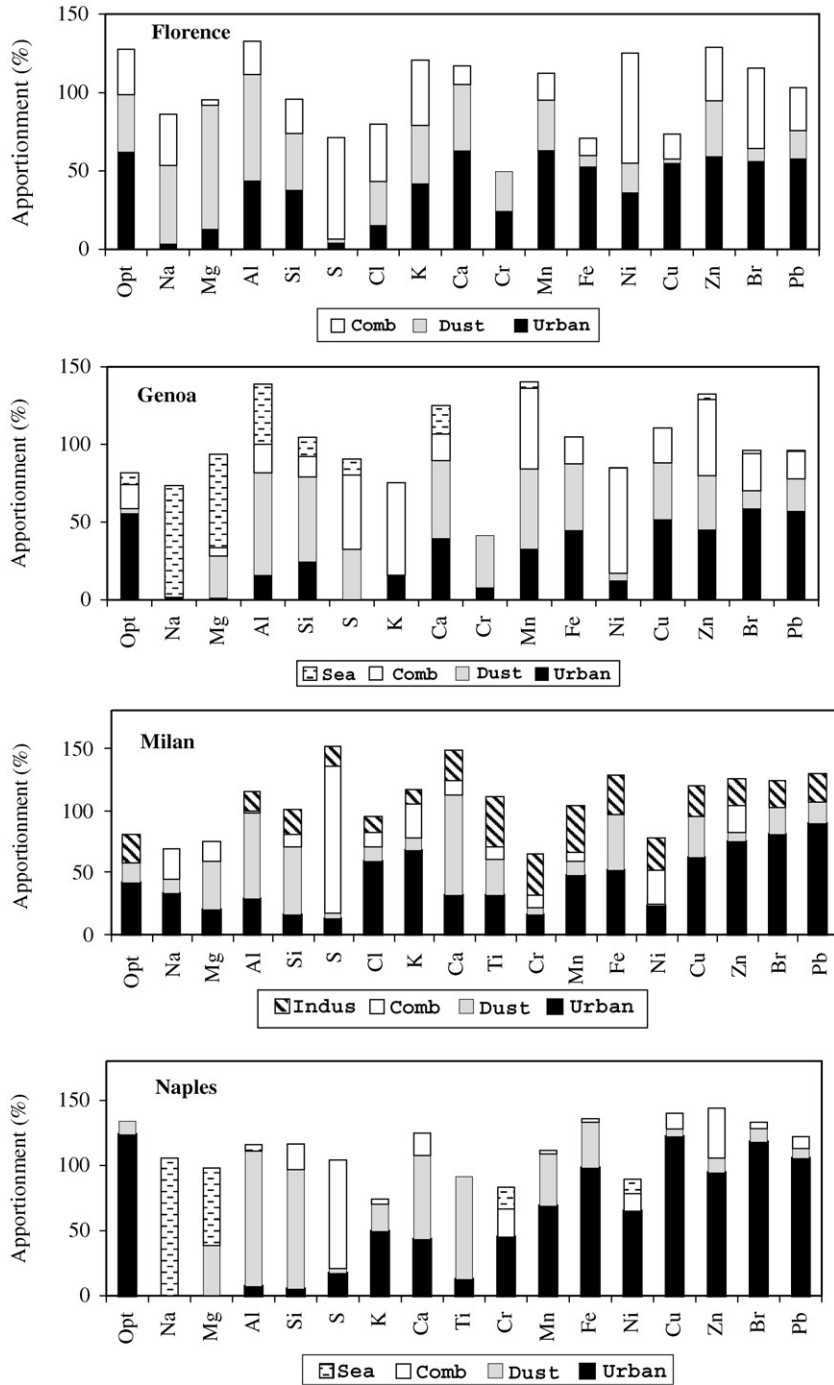 Florence
Apportionment (%)
150
100
50
0
Opt Na Mg Al Si S Cl K Ca Cr Mn Fe Ni Cu Zn Br Pb
Comb Dust Urban
Genoa
Apportionment (%)
150
100
50
0
Opt Na Mg Al Si S K Ca Cr Mn Fe Ni Cu Zn Br Pb
Sea Comb Dust Urban
Milan
Apportionment (%)
150
100
50
0
Opt Na Mg Al Si S Cl K Ca Ti Cr Mn Fe Ni Cu Zn Br Pb
Indus Comb Dust Urban
Naples
Apportionment (%)
150
100
50
0
Opt Na Mg Al Si S K Ca Ti Cr Mn Fe Ni Cu Zn Br Pb
Sea Comb Dust Urban